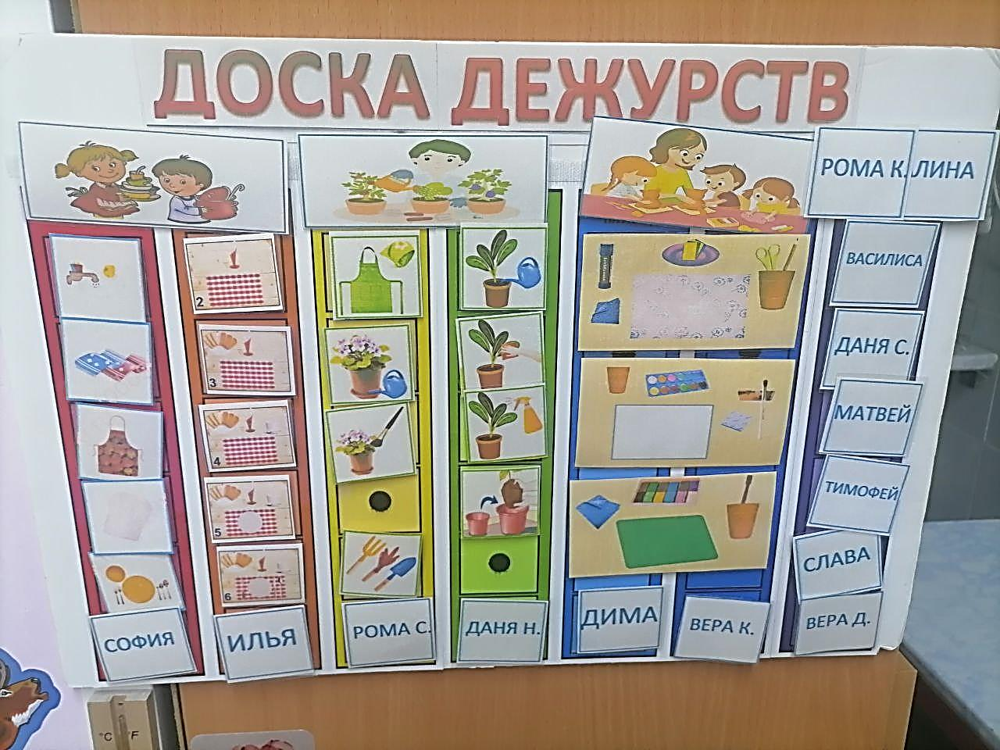 ДОСКА ДЕЖУРСТВ
РОМА К.
ЛИНА
ВАСИЛИСА
ДАНЯ С.
МАТВЕЙ
ТИМОФЕЙ
СЛАВА
ВЕРА Д.
2
3
4
5
6
СОФИЯ
ИЛЬЯ
РОМА С.
ДАНЯ Н.
ДИМА
ВЕРА К.
°C °F